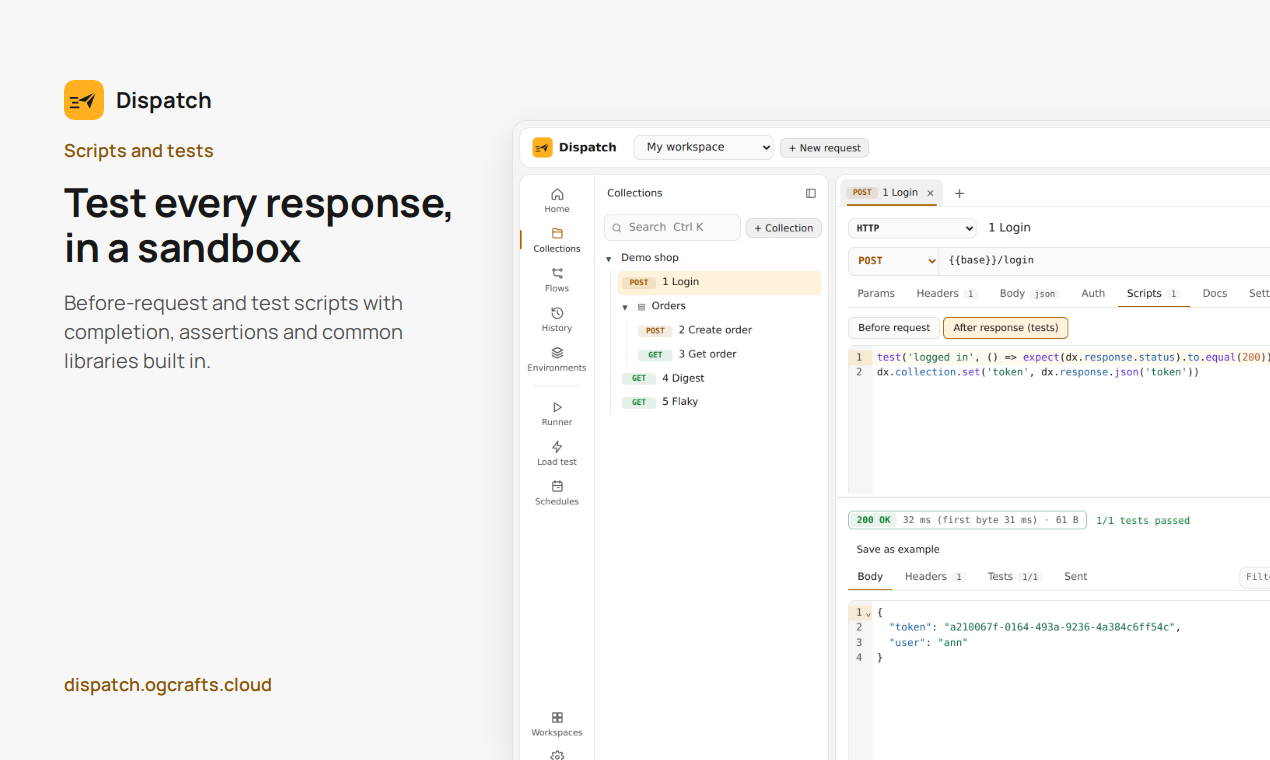 Dispatch
Scripts and tests
Test every response,
in a sandbox
Before-request and test scripts with
completion, assertions and common
libraries built in.
dispatch.ogcrafts.cloud
Dispatch
My workspace
+ New request
Home
Collections
Flows
History
Environments
Runner
Load test
Schedules
Workspaces
Collections
Search Ctrl K
+ Collection
Demo shop
POST 1 Login
Orders
POST 2 Create order
GET 3 Get order
GET 4 Digest
GET 5 Flaky
POST 1 Login × +
HTTP 1 Login
POST {{base}}/login
Params Headers 1 Body json Auth Scripts 1 Docs Sett
Before request After response (tests)
1 test('logged in', () => expect(dx.response.status).to.equal(200))
2 dx.collection.set('token', dx.response.json('token'))
200 OK 32 ms (first byte 31 ms) · 61 B 1/1 tests passed
Save as example
Body Headers 1 Tests 1/1 Sent Filte
1 {
2 "token": "a210067f-0164-493a-9236-4a384c6ff54c",
3 "user": "ann"
4 }